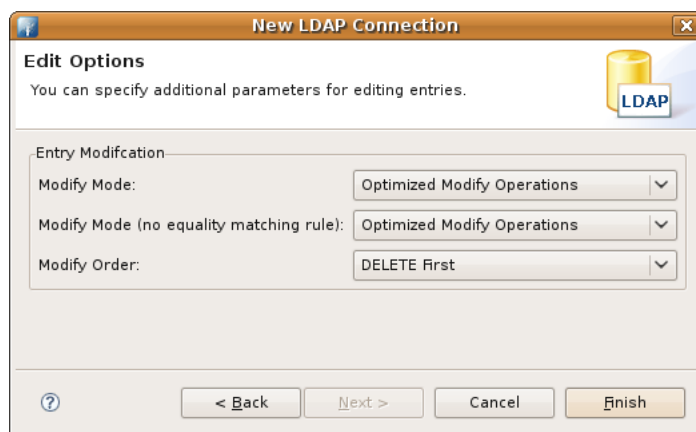 New LDAP Connection
Edit Options
You can specify additional parameters for editing entries.
LDAP
Entry Modifcation
Modify Mode: Optimized Modify Operations
Modify Mode (no equality matching rule): Optimized Modify Operations
Modify Order: DELETE First
? < Back Next > Cancel Finish